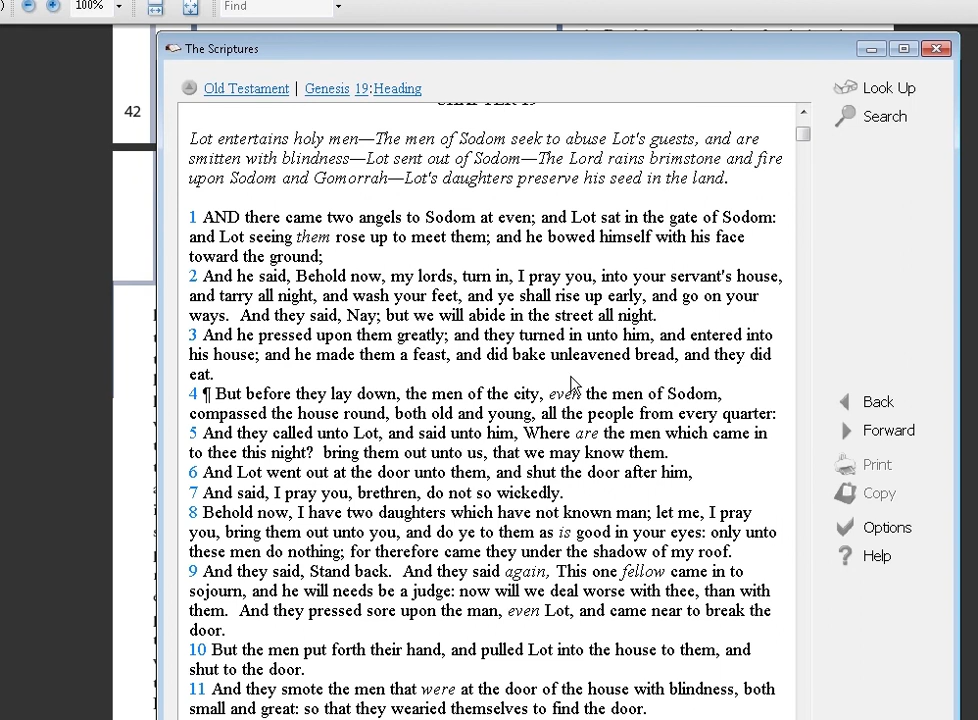 100%
Find
The Scriptures
42
Old Testament | Genesis 19:Heading
Look Up
Search
CHAPTER 19
Lot entertains holy men—The men of Sodom seek to abuse Lot's guests, and are
smitten with blindness—Lot sent out of Sodom—The Lord rains brimstone and fire
upon Sodom and Gomorrah—Lot's daughters preserve his seed in the land.
1 AND there came two angels to Sodom at even; and Lot sat in the gate of Sodom:
and Lot seeing them rose up to meet them; and he bowed himself with his face
toward the ground;
2 And he said, Behold now, my lords, turn in, I pray you, into your servant's house,
and tarry all night, and wash your feet, and ye shall rise up early, and go on your
ways. And they said, Nay; but we will abide in the street all night.
3 And he pressed upon them greatly; and they turned in unto him, and entered into
his house; and he made them a feast, and did bake unleavened bread, and they did
eat.
4 ¶ But before they lay down, the men of the city, even the men of Sodom,
compassed the house round, both old and young, all the people from every quarter:
5 And they called unto Lot, and said unto him, Where are the men which came in
to thee this night? bring them out unto us, that we may know them.
6 And Lot went out at the door unto them, and shut the door after him,
7 And said, I pray you, brethren, do not so wickedly.
8 Behold now, I have two daughters which have not known man; let me, I pray
you, bring them out unto you, and do ye to them as is good in your eyes: only unto
these men do nothing; for therefore came they under the shadow of my roof.
9 And they said, Stand back. And they said again, This one fellow came in to
sojourn, and he will needs be a judge: now will we deal worse with thee, than with
them. And they pressed sore upon the man, even Lot, and came near to break the
door.
10 But the men put forth their hand, and pulled Lot into the house to them, and
shut to the door.
11 And they smote the men that were at the door of the house with blindness, both
small and great: so that they wearied themselves to find the door.
Back
Forward
Print
Copy
Options
Help